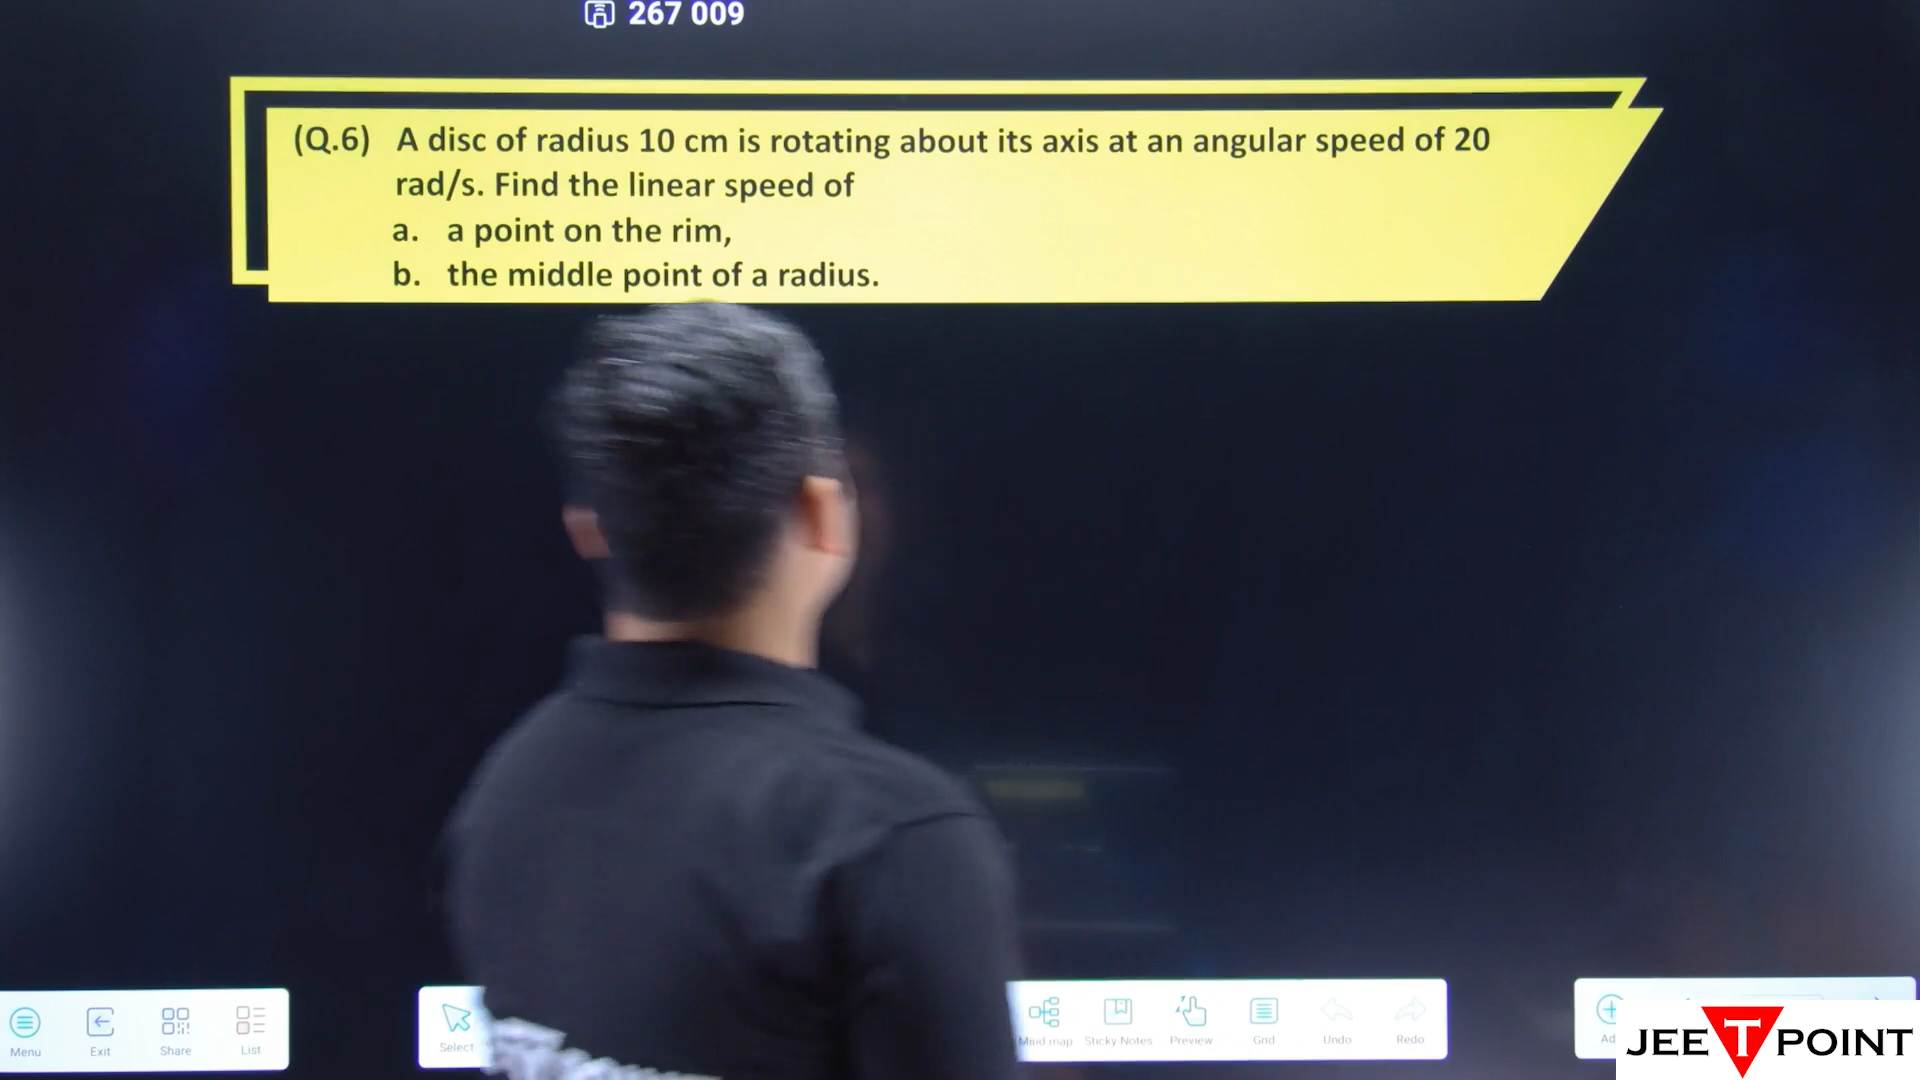 267 009
(Q.6) A disc of radius 10 cm is rotating about its axis at an angular speed of 20
rad/s. Find the linear speed of
a. a point on the rim,
b. the middle point of a radius.
Menu Exit Share List Select Mind map Sticky Notes Preview Grid Undo Redo
JEE T POINT